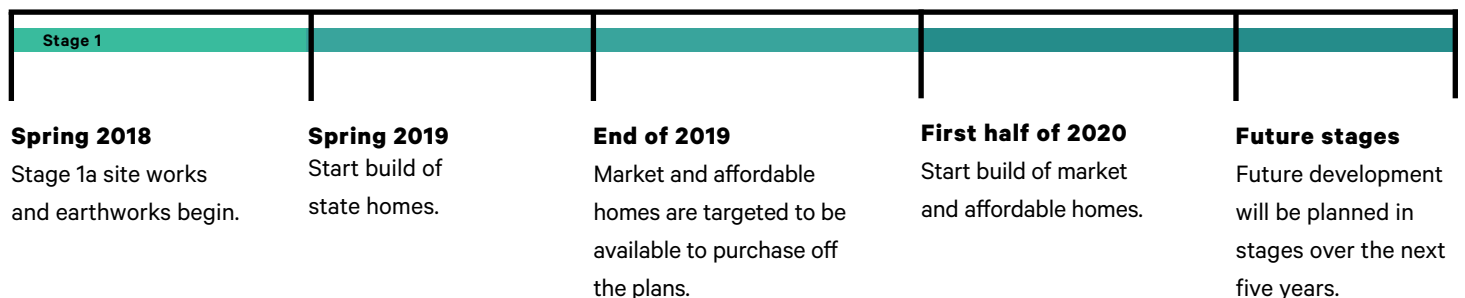 Stage 1
Spring 2018
Stage 1a site works
and earthworks begin.
Spring 2019
Start build of
state homes.
End of 2019
Market and affordable
homes are targeted to be
available to purchase off
the plans.
First half of 2020
Start build of market
and affordable homes.
Future stages
Future development
will be planned in
stages over the next
five years.